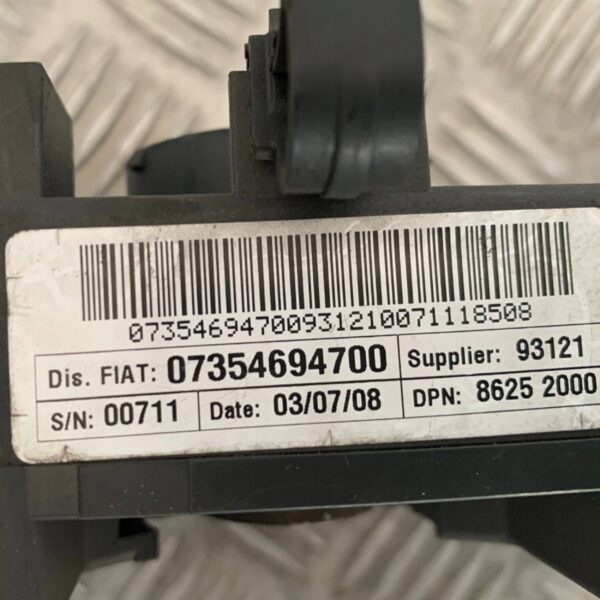 07354694700931210071118508
Dis. FIAT: 07354694700 Supplier: 93121
S/N: 00711 Date: 03/07/08 DPN: 8625 2000